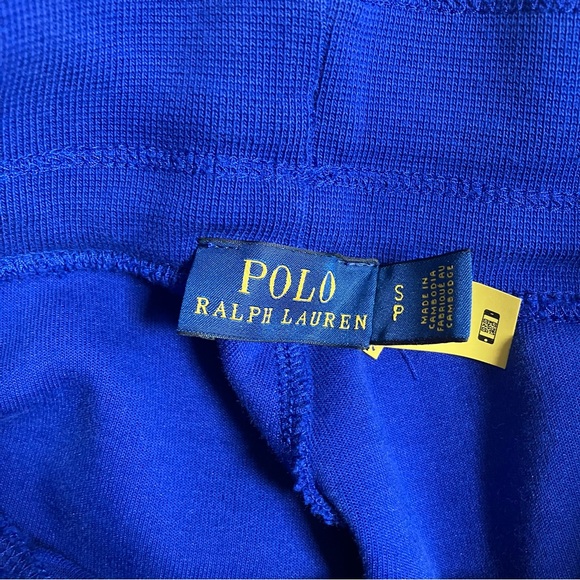 POLO
RALPH LAUREN
S
P
MADE IN
CAMBODIA
FABRIQUÉ AU
CAMBODGE